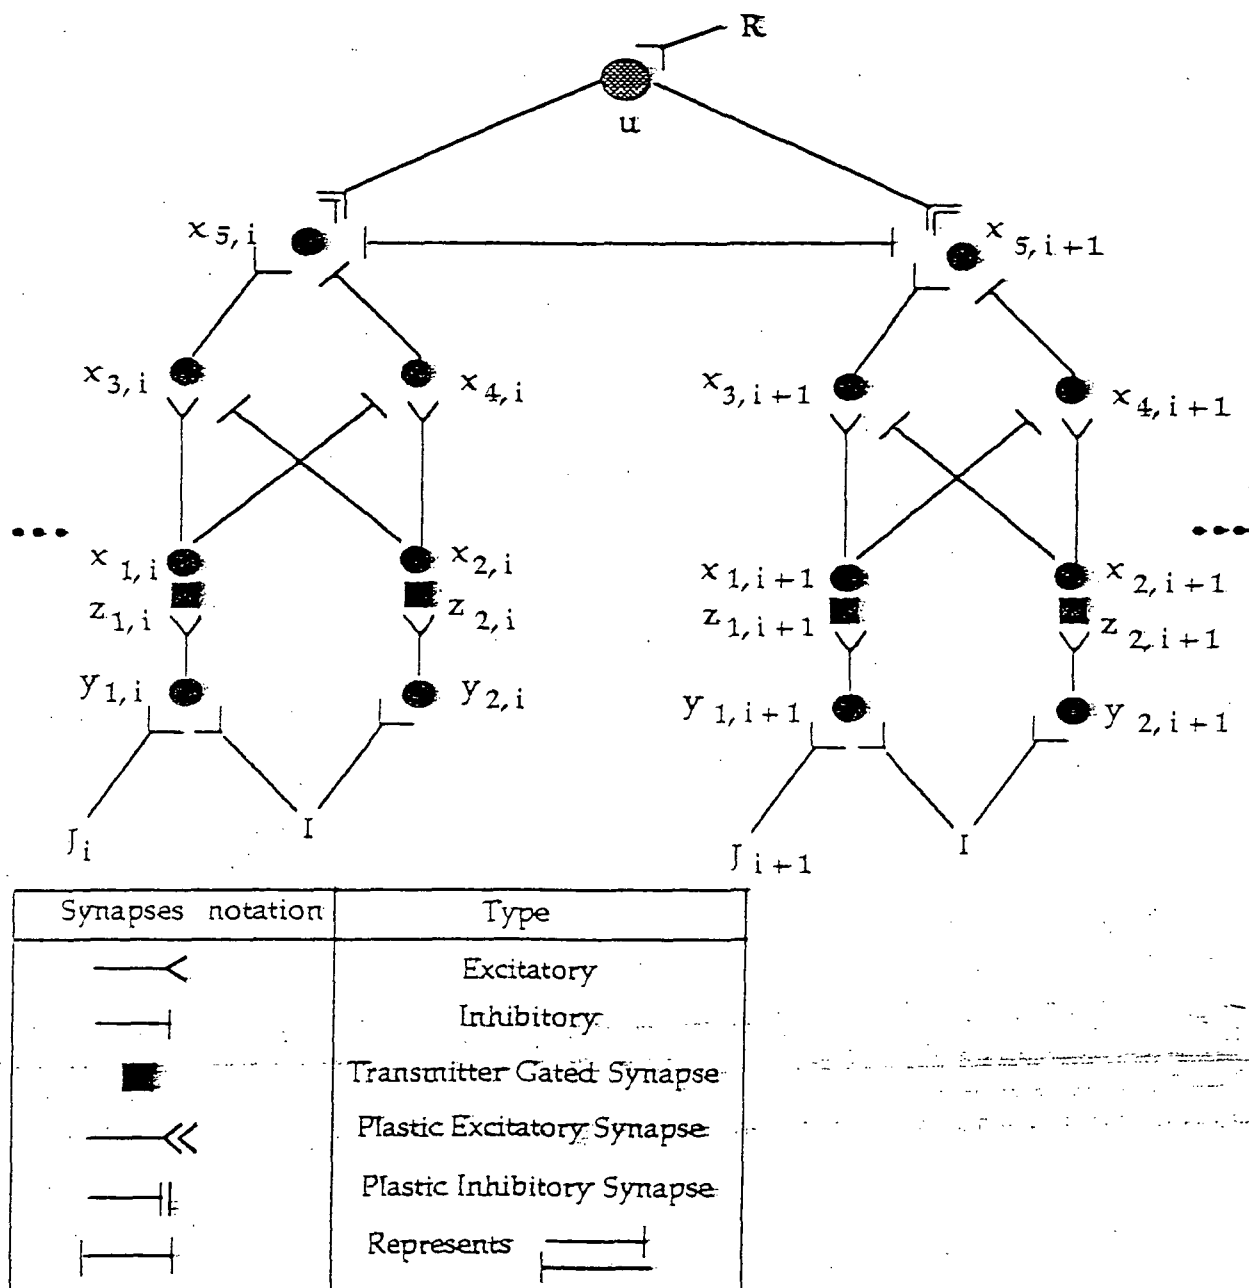 R
u
x 5, i
x 5, i+1
x 3, i
x 4, i
x 3, i+1
x 4, i+1
x 1, i
x 2, i
x 1, i+1
x 2, i+1
z 1, i
z 2, i
z 1, i+1
z 2, i+1
y 1, i
y 2, i
y 1, i+1
y 2, i+1
J i
I
J i+1
I
Synapses notation Type
Excitatory
Inhibitory
Transmitter Gated Synapse
Plastic Excitatory Synapse
Plastic Inhibitory Synapse
Represents